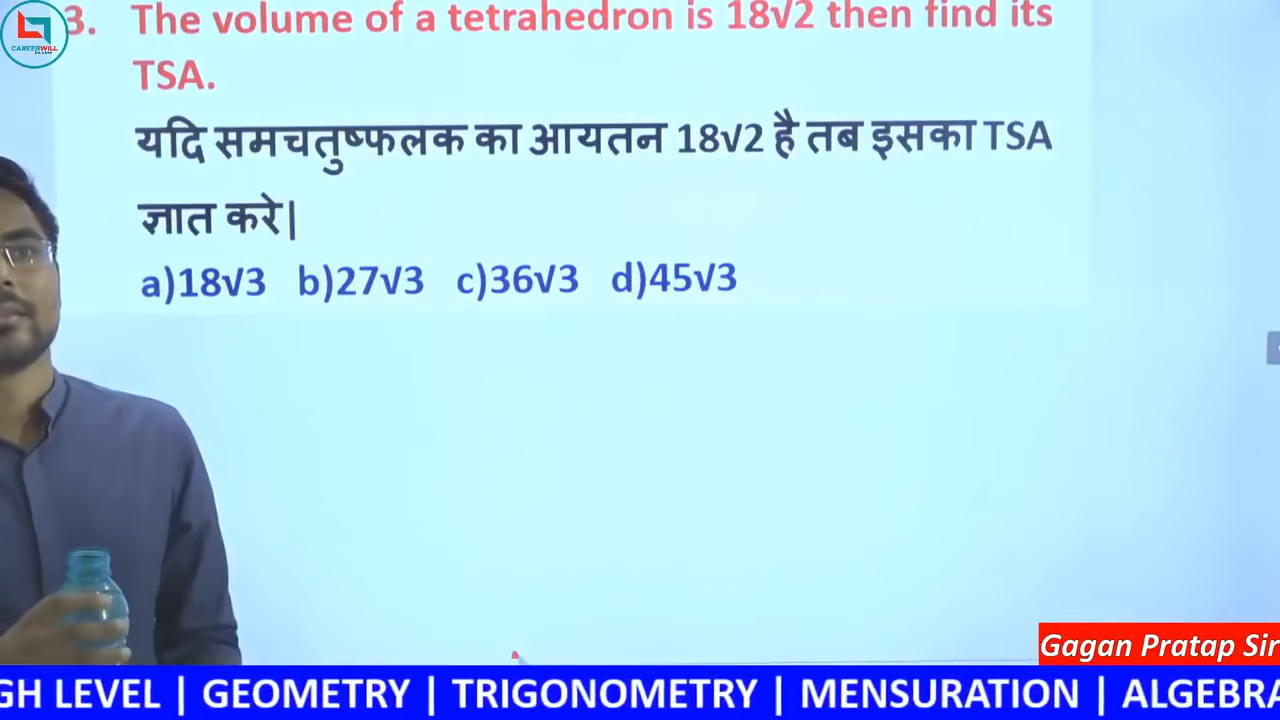 CAREERWILL
3. The volume of a tetrahedron is 18√2 then find its
TSA.
यदि समचतुष्फलक का आयतन 18√2 है तब इसका TSA
ज्ञात करे|
a)18√3 b)27√3 c)36√3 d)45√3
Gagan Pratap Sir
GH LEVEL | GEOMETRY | TRIGONOMETRY | MENSURATION | ALGEBRA